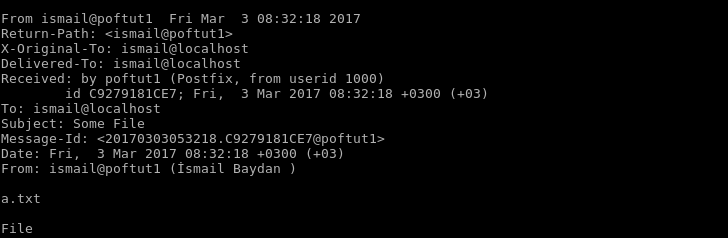 From ismail@poftut1  Fri Mar  3 08:32:18 2017
Return-Path: <ismail@poftut1>
X-Original-To: ismail@localhost
Delivered-To: ismail@localhost
Received: by poftut1 (Postfix, from userid 1000)
        id C9279181CE7; Fri,  3 Mar 2017 08:32:18 +0300 (+03)
To: ismail@localhost
Subject: Some File
Message-Id: <20170303053218.C9279181CE7@poftut1>
Date: Fri,  3 Mar 2017 08:32:18 +0300 (+03)
From: ismail@poftut1 (İsmail Baydan )

a.txt

File